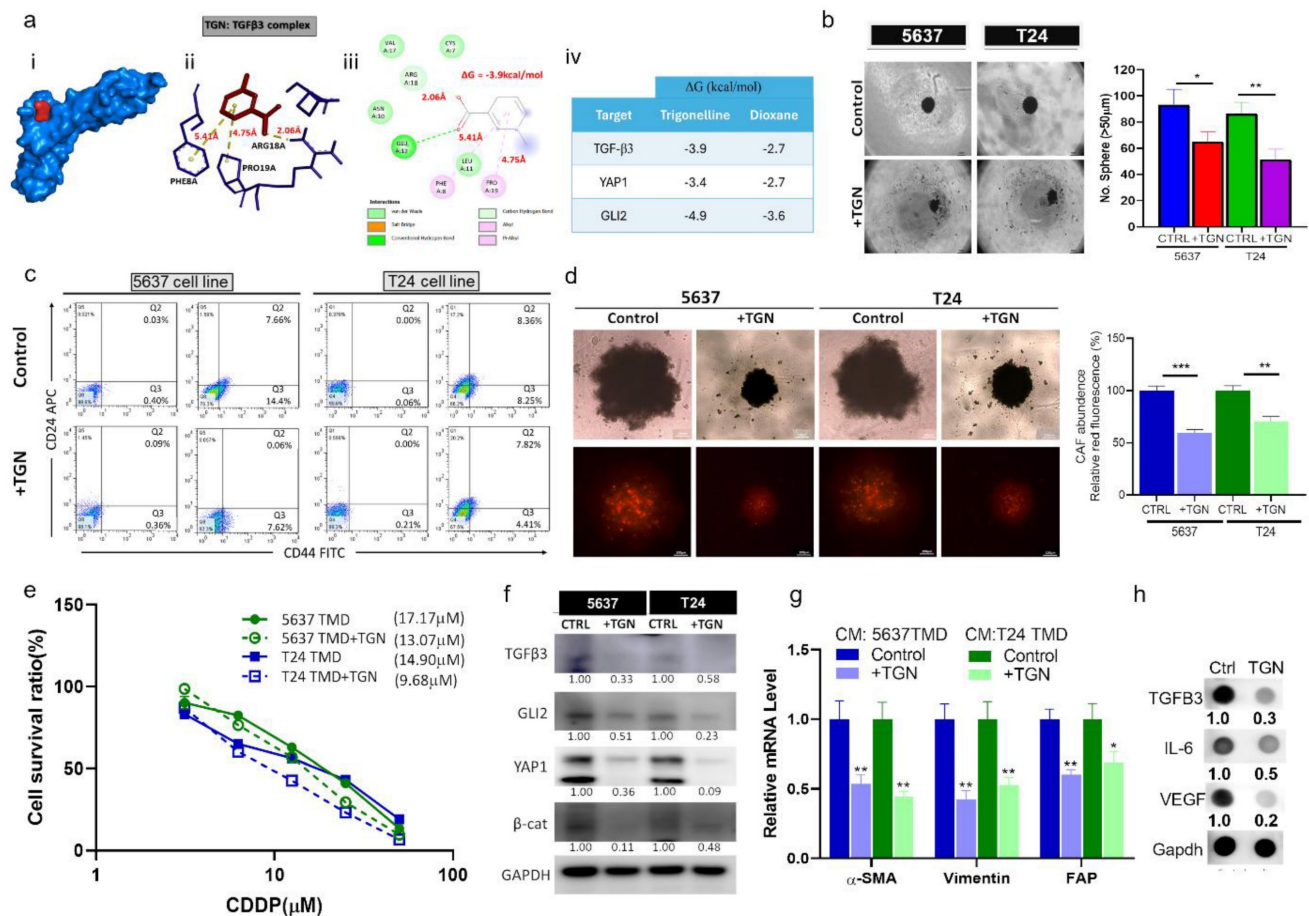 a
TGN: TGFβ3 complex
i
ii
5.41Å
4.75Å
2.06Å
ARG18A
PRO19A
PHE8A
iii
VAL
A:17
CYS
A:7
ARG
A:18
ΔG = -3.9kcal/mol
2.06Å
ASN
A:10
5.41Å
A:12
LEU
A:11
4.75Å
PHE
A:8
PRO
A:19
Interactions
van der Waals
Salt Bridge
Conventional Hydrogen Bond
Carbon Hydrogen Bond
Alkyl
Pi-Alkyl
iv
ΔG (kcal/mol)
Target Trigonelline Dioxane
TGF-β3 -3.9 -2.7
YAP1 -3.4 -2.7
GLI2 -4.9 -3.6
b
5637 T24
Control
+TGN
No. Sphere (>50μm)
120
100
80
60
40
20
0
* **
CTRL +TGN CTRL +TGN
5637 T24
c
5637 cell line T24 cell line
Control
Q2
0.03%
Q3
0.40%
Q2
7.66%
Q3
14.4%
Q2
0.00%
Q3
0.06%
Q2
8.36%
Q3
8.25%
+TGN
Q2
0.09%
Q3
0.36%
Q2
0.06%
Q3
7.62%
Q2
0.00%
Q3
0.21%
Q2
7.82%
Q3
4.41%
CD24 APC
CD44 FITC
d
5637 T24
Control +TGN Control +TGN
CAF abundence
Relative red fluorescence (%)
150
100
50
0
*** **
CTRL +TGN CTRL +TGN
5637 T24
e
Cell survival ratio(%)
150
100
50
0
1 10 100
CDDP(μM)
5637 TMD (17.17μM)
5637 TMD+TGN (13.07μM)
T24 TMD (14.90μM)
T24 TMD+TGN (9.68μM)
f
5637 T24
CTRL +TGN CTRL +TGN
TGFβ3
1.00 0.33 1.00 0.58
GLI2
1.00 0.51 1.00 0.23
YAP1
1.00 0.36 1.00 0.09
β-cat
1.00 0.11 1.00 0.48
GAPDH
g
CM: 5637TMD CM:T24 TMD
Control Control
+TGN +TGN
Relative mRNA Level
1.5
1.0
0.5
0.0
** ** ** ** ** *
α-SMA Vimentin FAP
h
Ctrl TGN
TGFB3
1.0 0.3
IL-6
1.0 0.5
VEGF
1.0 0.2
Gapdh